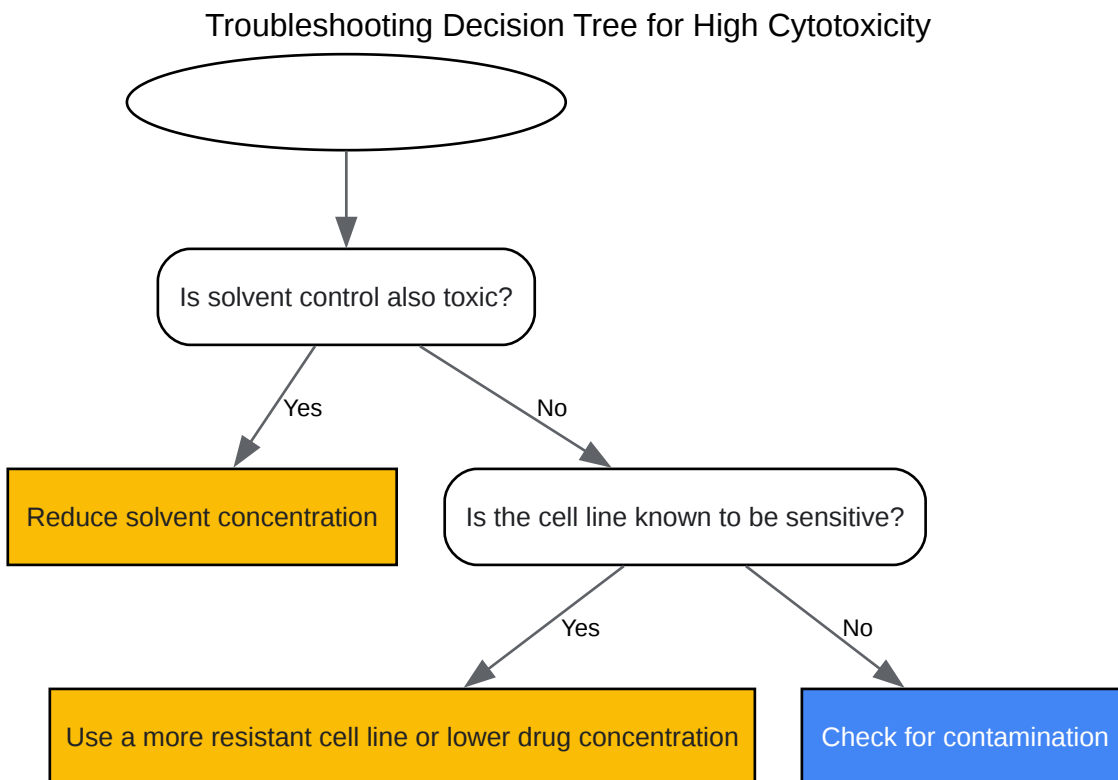 Troubleshooting Decision Tree for High Cytotoxicity
Is solvent control also toxic?
Yes
No
Reduce solvent concentration
Is the cell line known to be sensitive?
Yes
No
Use a more resistant cell line or lower drug concentration
Check for contamination